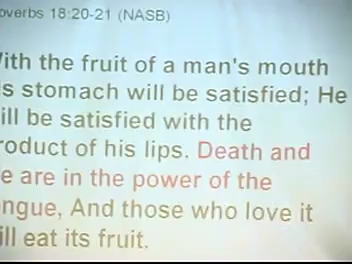 overbs 18:20-21 (NASB)
ith the fruit of a man's mouth
s stomach will be satisfied; He
ill be satisfied with the
roduct of his lips. Death and
e are in the power of the
ngue, And those who love it
ill eat its fruit.